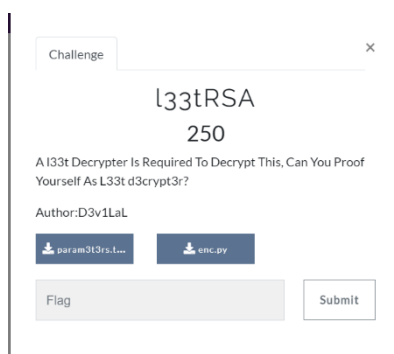 Challenge
×
l33tRSA
250
A l33t Decrypter Is Required To Decrypt This, Can You Proof
Yourself As L33t d3crypt3r?
Author:D3v1LaL
param3t3rs.t...
enc.py
Flag
Submit